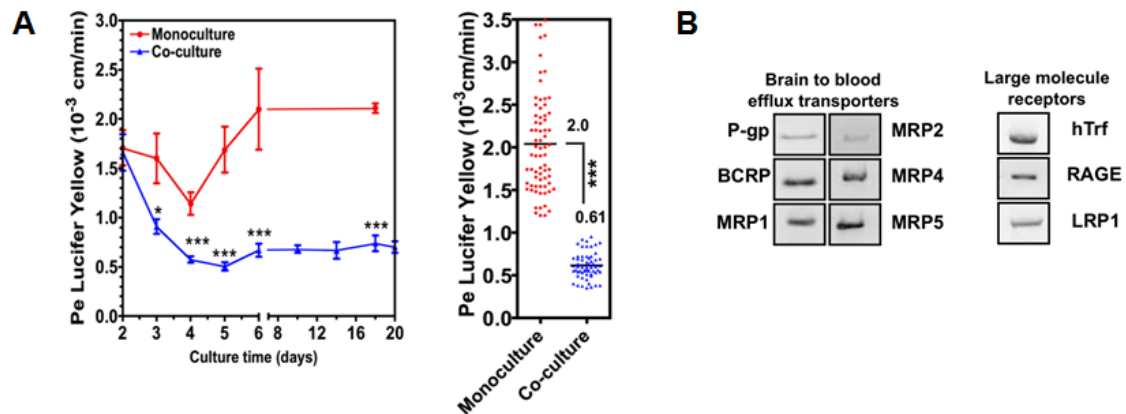 A
Pe Lucifer Yellow (10⁻³ cm/min)
3.0
2.5
2.0
1.5
1.0
0.5
0.0
Monoculture
Co-culture
*
***
***
***
***
2 3 4 5 6 8 12 16 20
Culture time (days)
Pe Lucifer Yellow (10⁻³cm/min)
3.5
3.0
2.5
2.0
1.5
1.0
0.5
0.0
2.0
***
0.61
Monoculture
Co-culture
B
Brain to blood
efflux transporters
P-gp MRP2
BCRP MRP4
MRP1 MRP5
Large molecule
receptors
hTrf
RAGE
LRP1